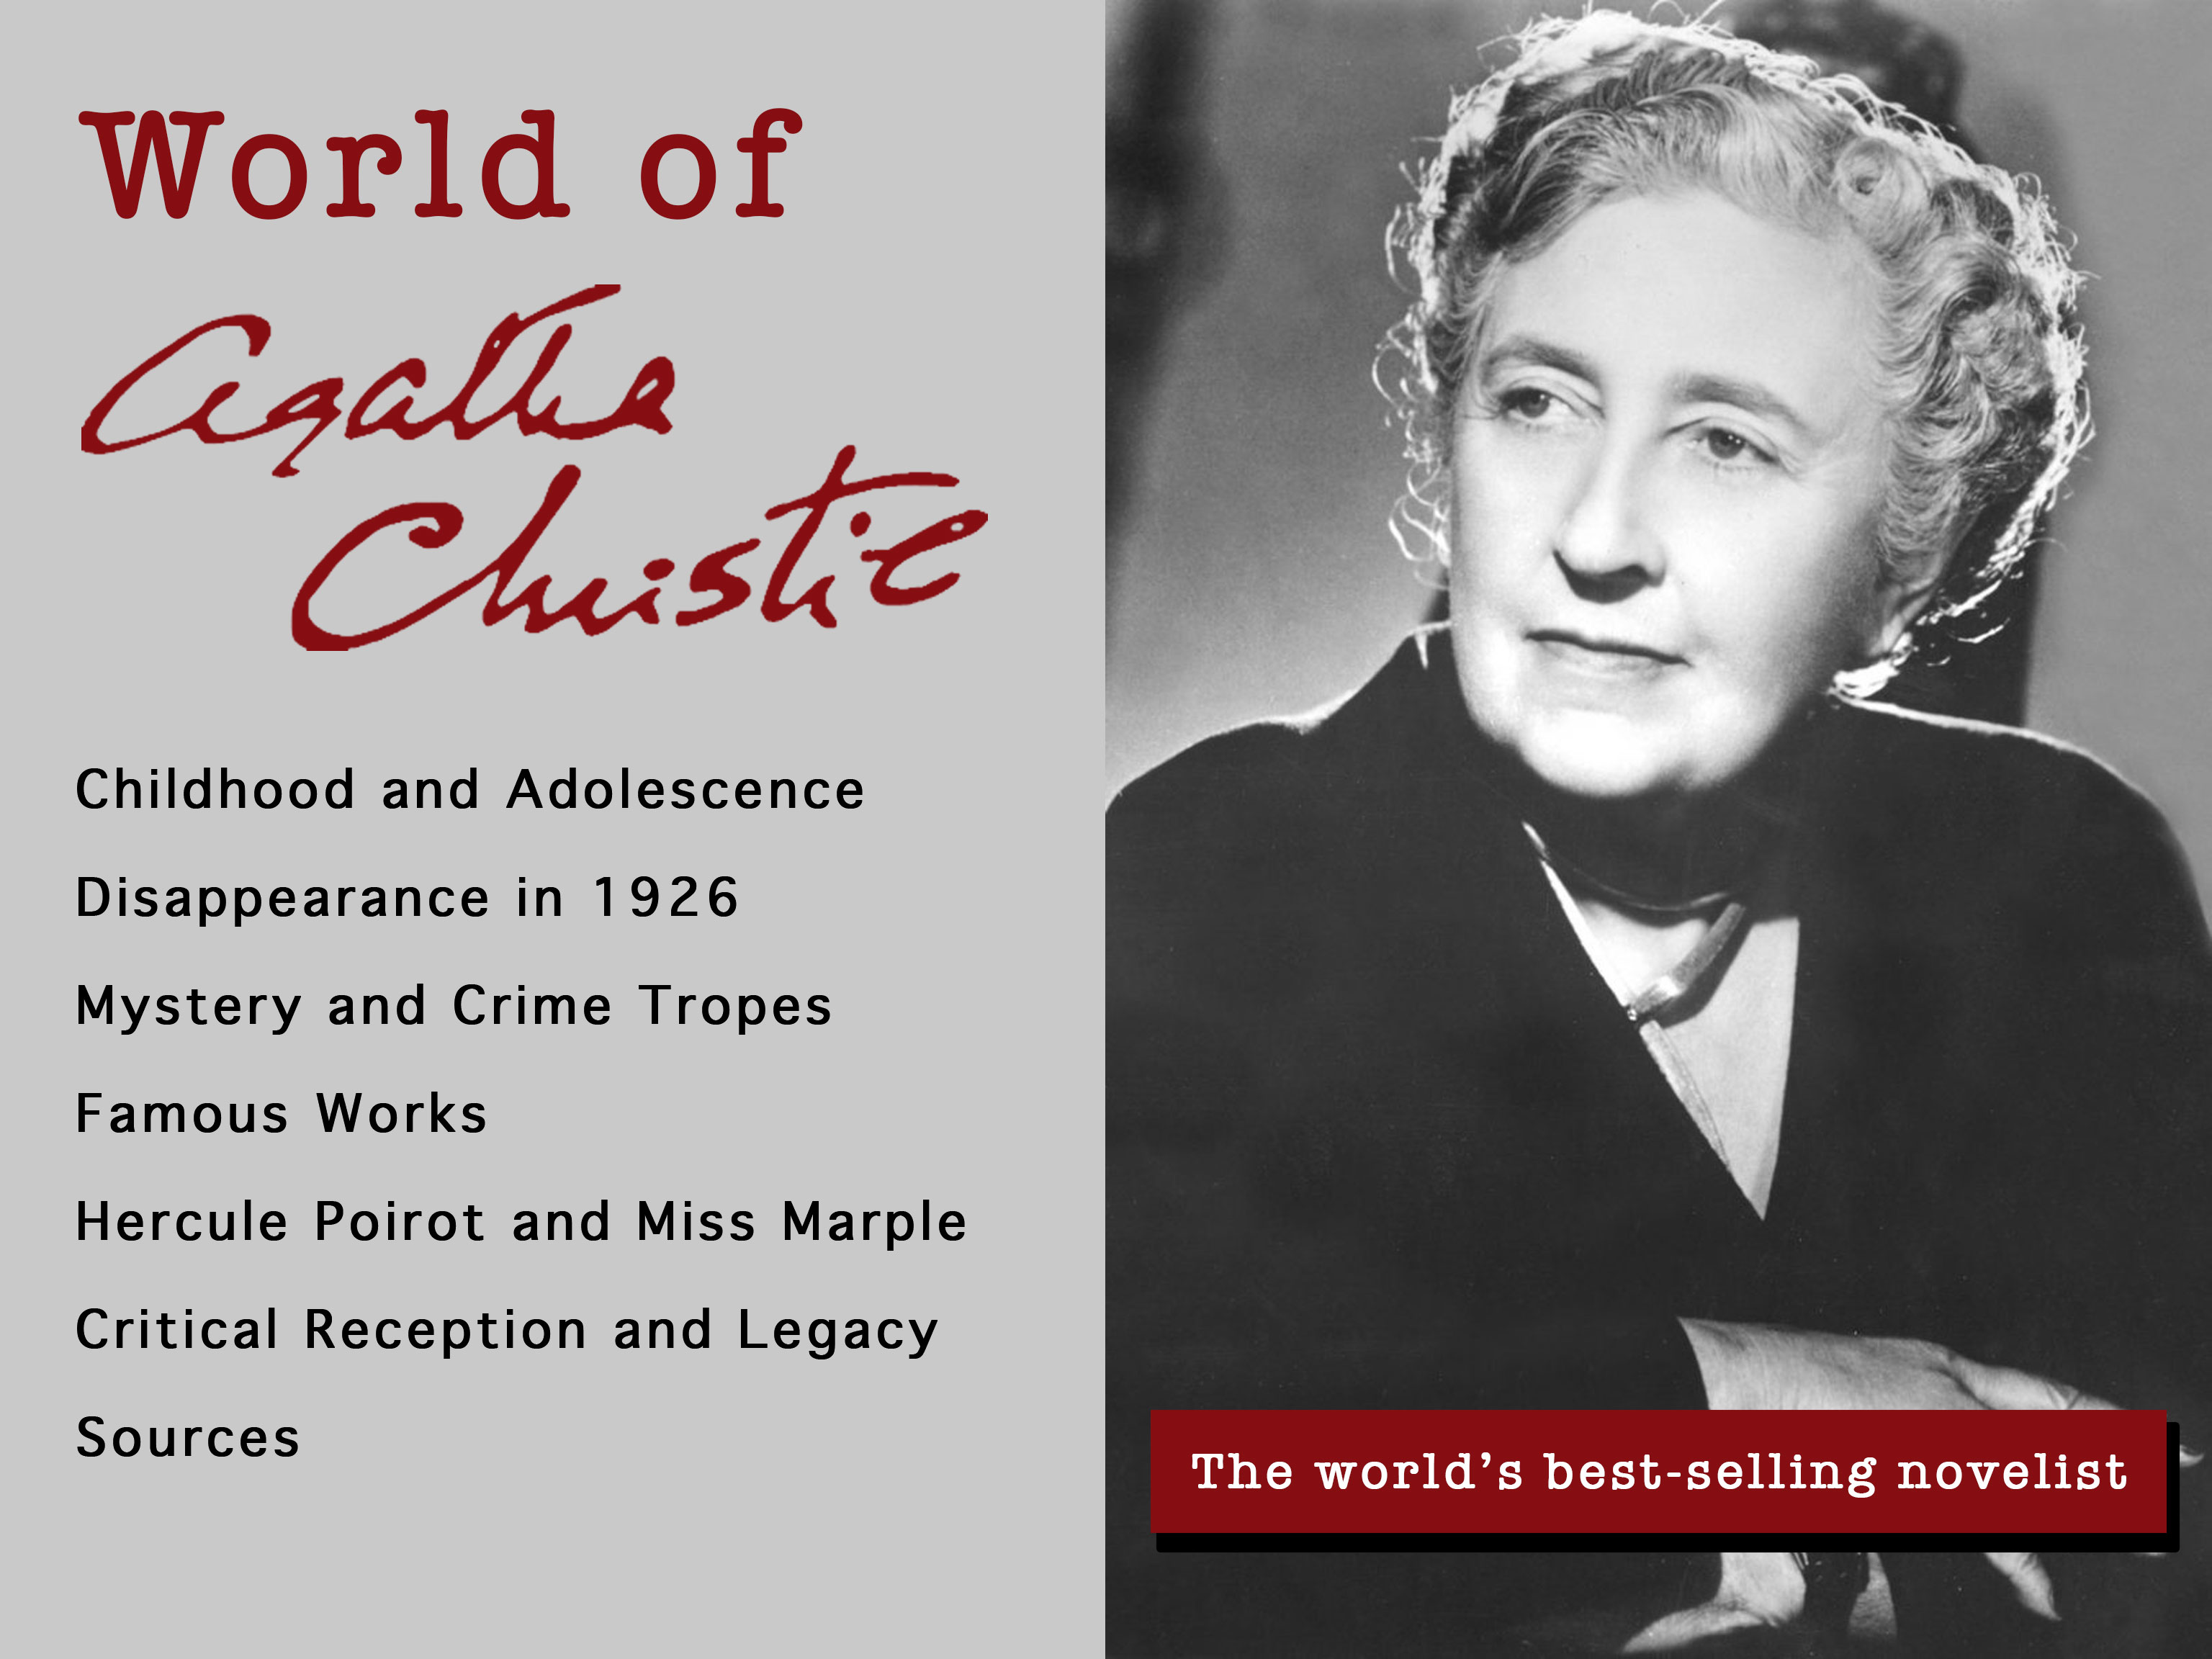 World of
Agatha
Christie
Childhood and Adolescence
Disappearance in 1926
Mystery and Crime Tropes
Famous Works
Hercule Poirot and Miss Marple
Critical Reception and Legacy
Sources
The world’s best-selling novelist